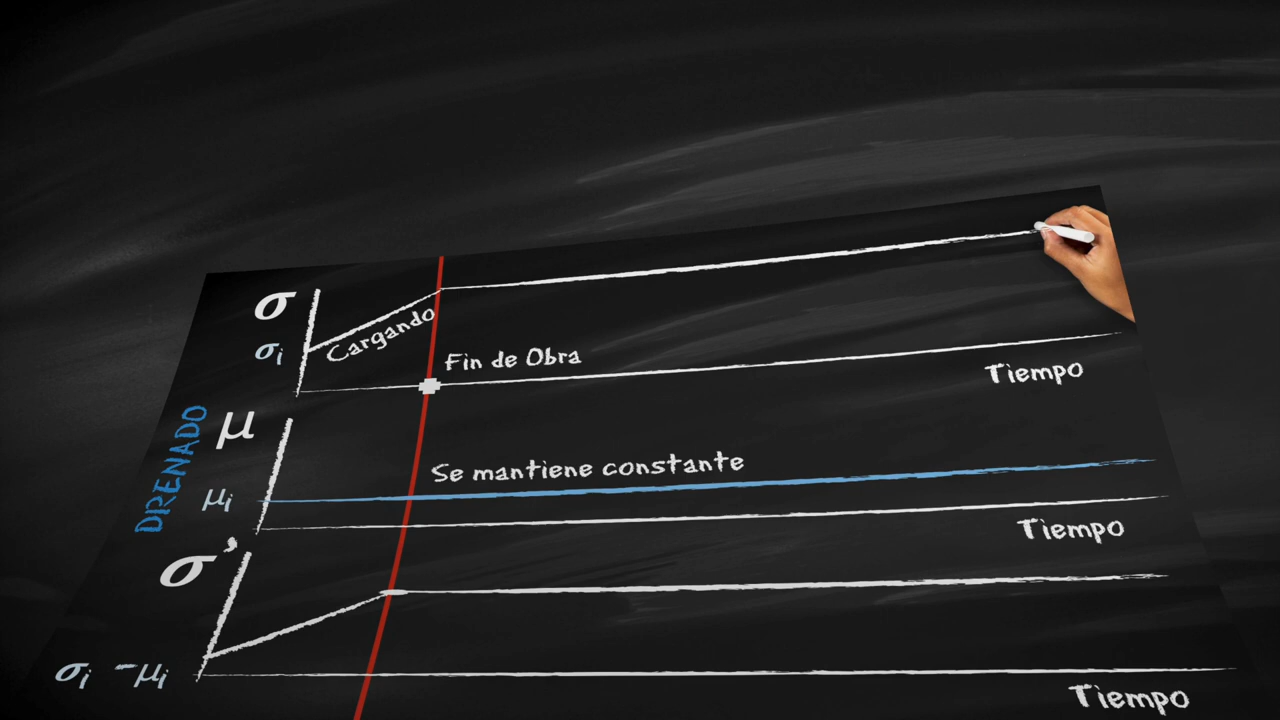 σ
σi
Cargando
Fin de Obra
Tiempo
DRENADO
μ
μi
Se mantiene constante
Tiempo
σ’
σi -μi
Tiempo